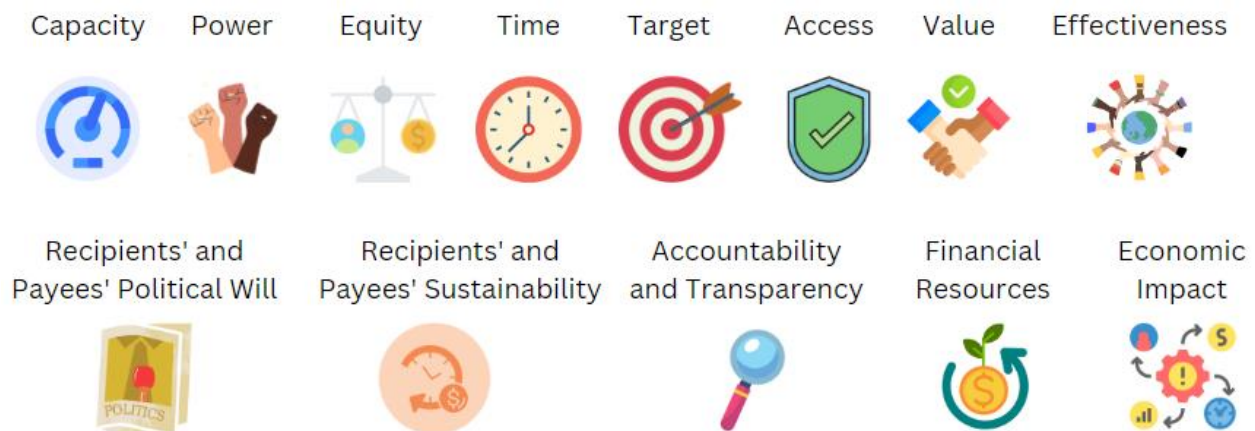 Capacity Power Equity Time Target Access Value Effectiveness
Recipients' and Recipients' and Accountability Financial Economic
Payees' Political Will Payees' Sustainability and Transparency Resources Impact
POLITICS
$
$
$
$